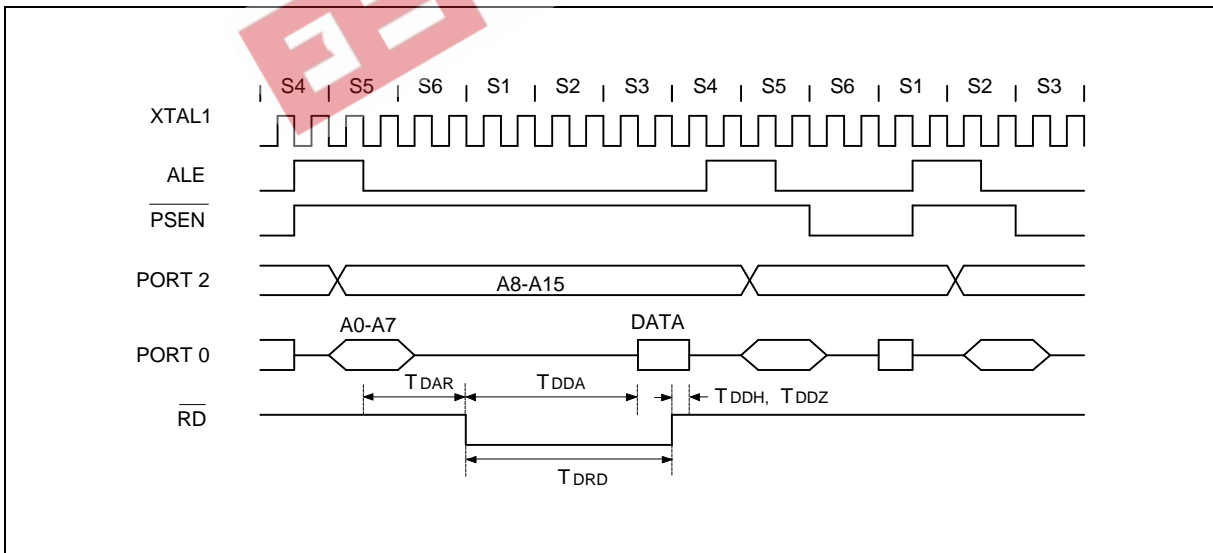 S4 S5 S6 S1 S2 S3 S4 S5 S6 S1 S2 S3
XTAL1
ALE
PSEN
PORT 2
A8-A15
A0-A7
DATA
PORT 0
TDAR
TDDA
TDDH, TDDZ
RD
TDRD